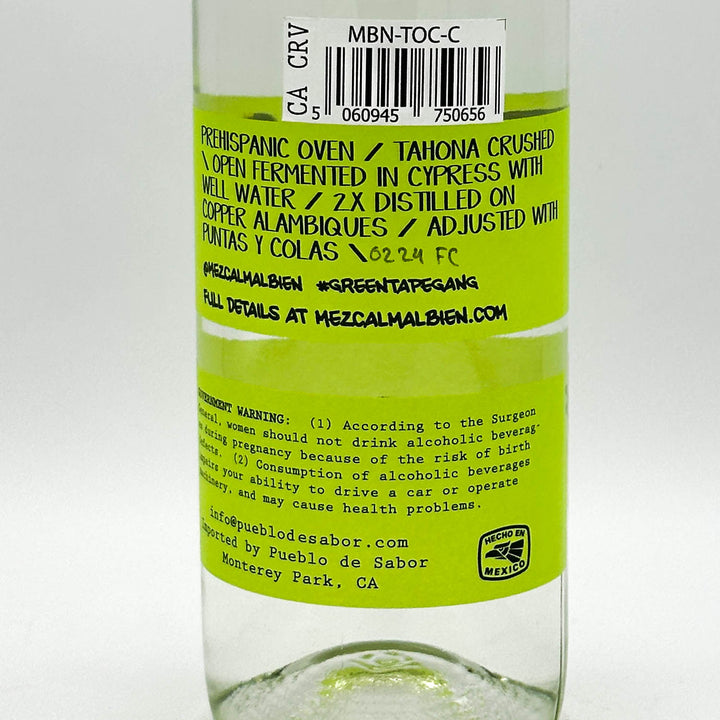 CA CRV
MBN-TOC-C
5 060945 750656
PREHISPANIC OVEN / TAHONA CRUSHED
\ OPEN FERMENTED IN CYPRESS WITH
WELL WATER / 2X DISTILLED ON
COPPER ALAMBIQUES / ADJUSTED WITH
PUNTAS Y COLAS \ 0224 FC
@MEZCALMALBIEN #GREENTAPEGANG
FULL DETAILS AT MEZCALMALBIEN.COM
WARNING: (1) According to the Surgeon
women should not drink alcoholic beverag-
during pregnancy because of the risk of birth
(2) Consumption of alcoholic beverages
your ability to drive a car or operate
and may cause health problems.
info@pueblodesabor.com
Imported by Pueblo de Sabor
Monterey Park, CA
HECHO EN
MEXICO